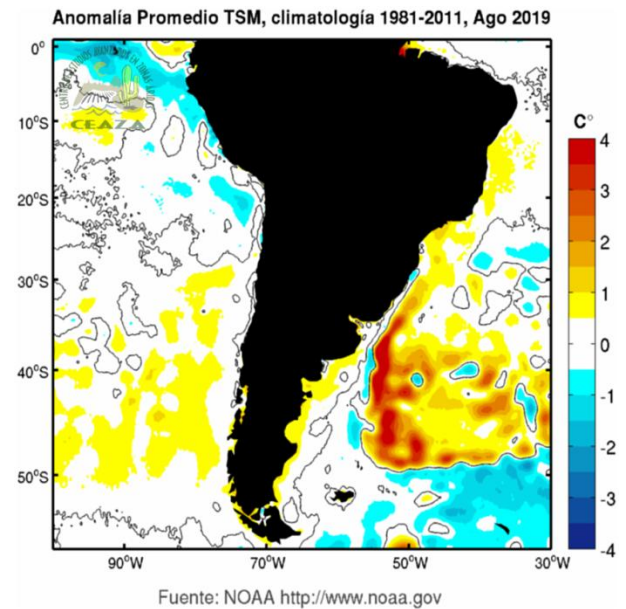 Anomalía Promedio TSM, climatología 1981-2011, Ago 2019
0°
10°S
20°S
30°S
40°S
50°S
90°W
70°W
50°W
30°W
CEAZA
C°
4
3
2
1
0
-1
-2
-3
-4
Fuente: NOAA http://www.noaa.gov